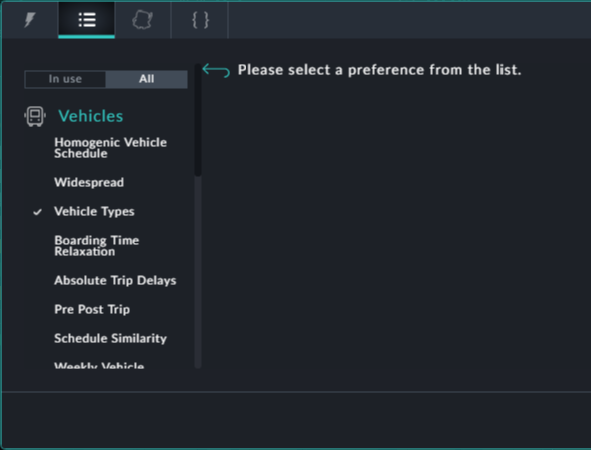 { }
In use
All
Please select a preference from the list.
Vehicles
Homogenic Vehicle
Schedule
Widespread
Vehicle Types
Boarding Time
Relaxation
Absolute Trip Delays
Pre Post Trip
Schedule Similarity
Weekly Vehicle